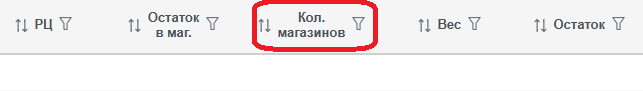 РЦ
Остаток
в маг.
Кол.
магазинов
Вес
Остаток